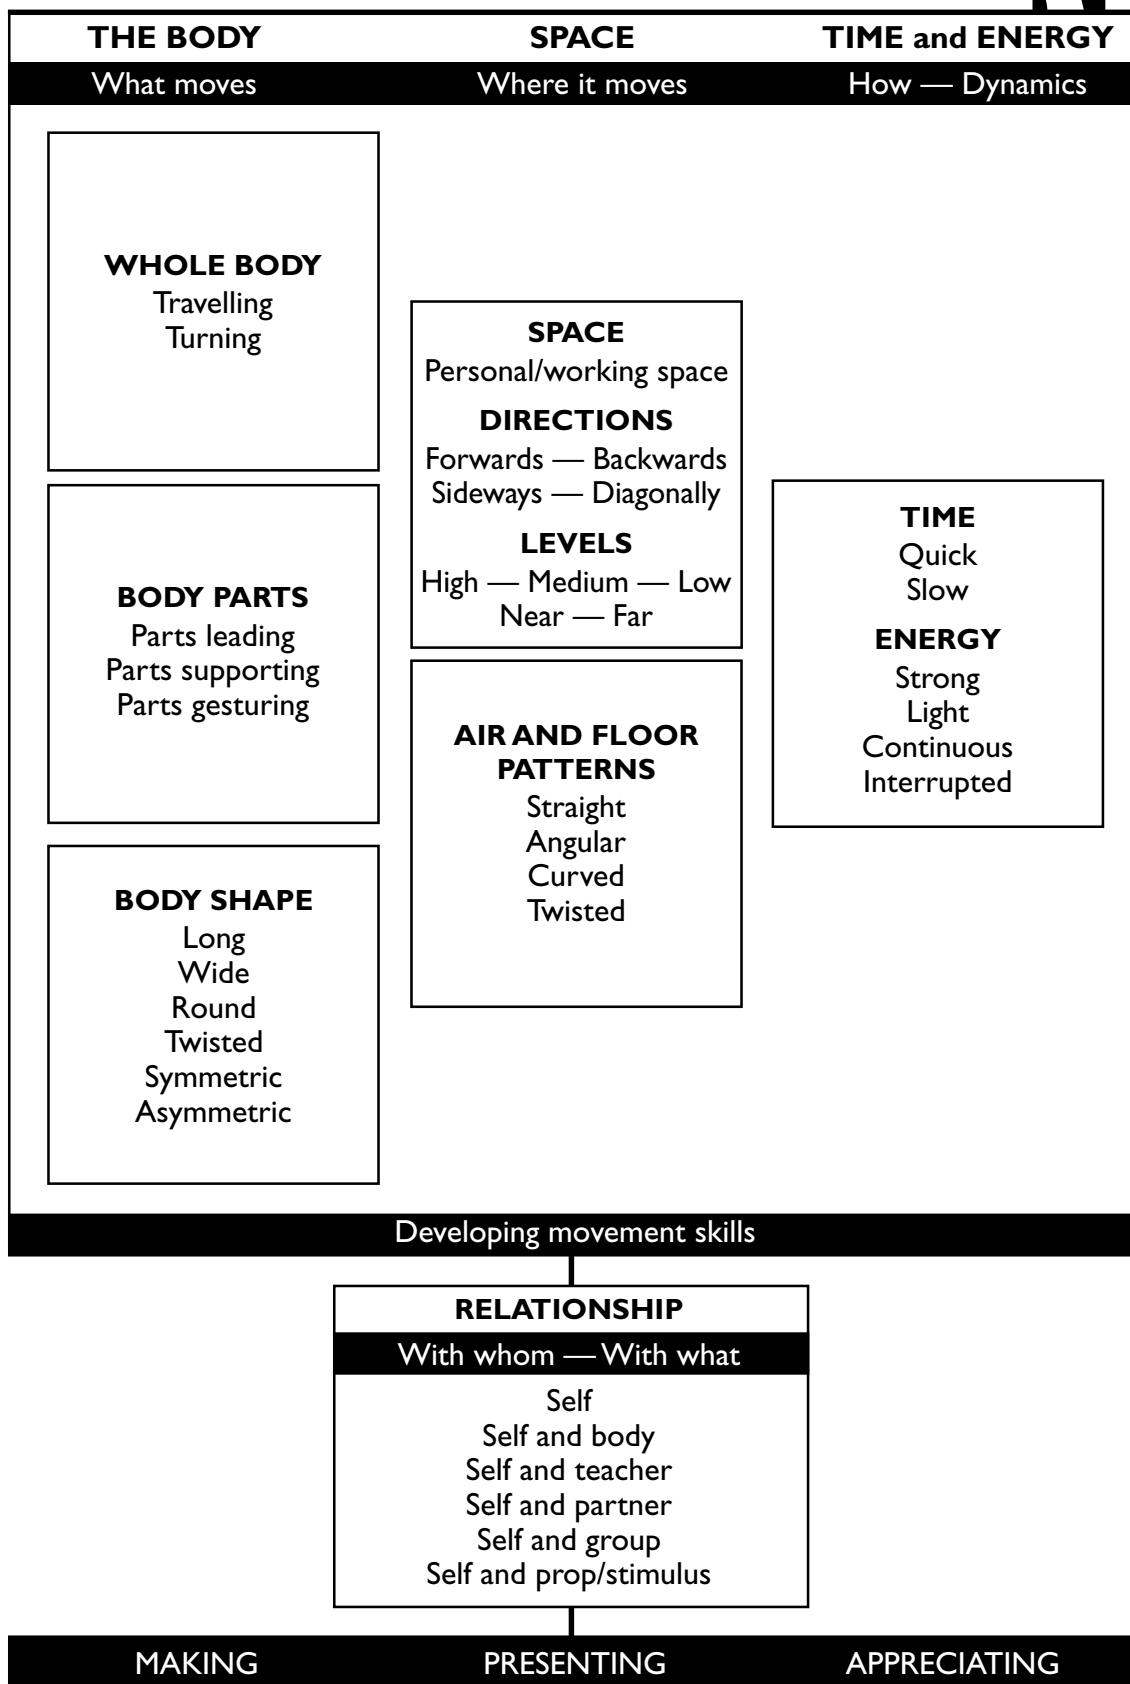 THE BODY
SPACE
TIME and ENERGY
What moves
Where it moves
How — Dynamics
WHOLE BODY
Travelling
Turning
BODY PARTS
Parts leading
Parts supporting
Parts gesturing
BODY SHAPE
Long
Wide
Round
Twisted
Symmetric
Asymmetric
SPACE
Personal/working space
DIRECTIONS
Forwards — Backwards
Sideways — Diagonally
LEVELS
High — Medium — Low
Near — Far
AIR AND FLOOR
PATTERNS
Straight
Angular
Curved
Twisted
TIME
Quick
Slow
ENERGY
Strong
Light
Continuous
Interrupted
Developing movement skills
RELATIONSHIP
With whom — With what
Self
Self and body
Self and teacher
Self and partner
Self and group
Self and prop/stimulus
MAKING
PRESENTING
APPRECIATING